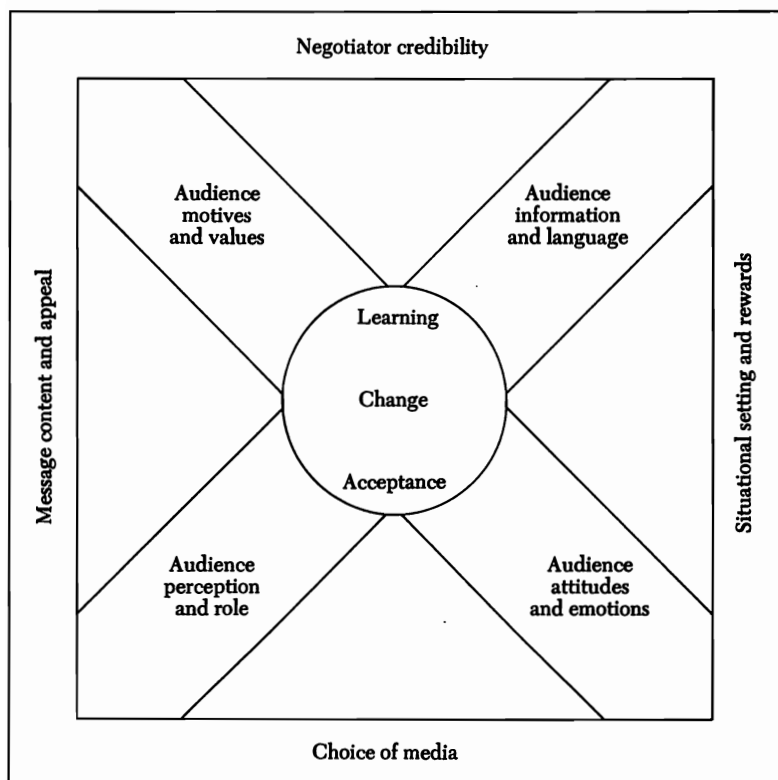 Negotiator credibility
Audience
motives
and values
Audience
information
and language
Message content and appeal
Learning
Change
Acceptance
Situational setting and rewards
Audience
perception
and role
Audience
attitudes
and emotions
Choice of media